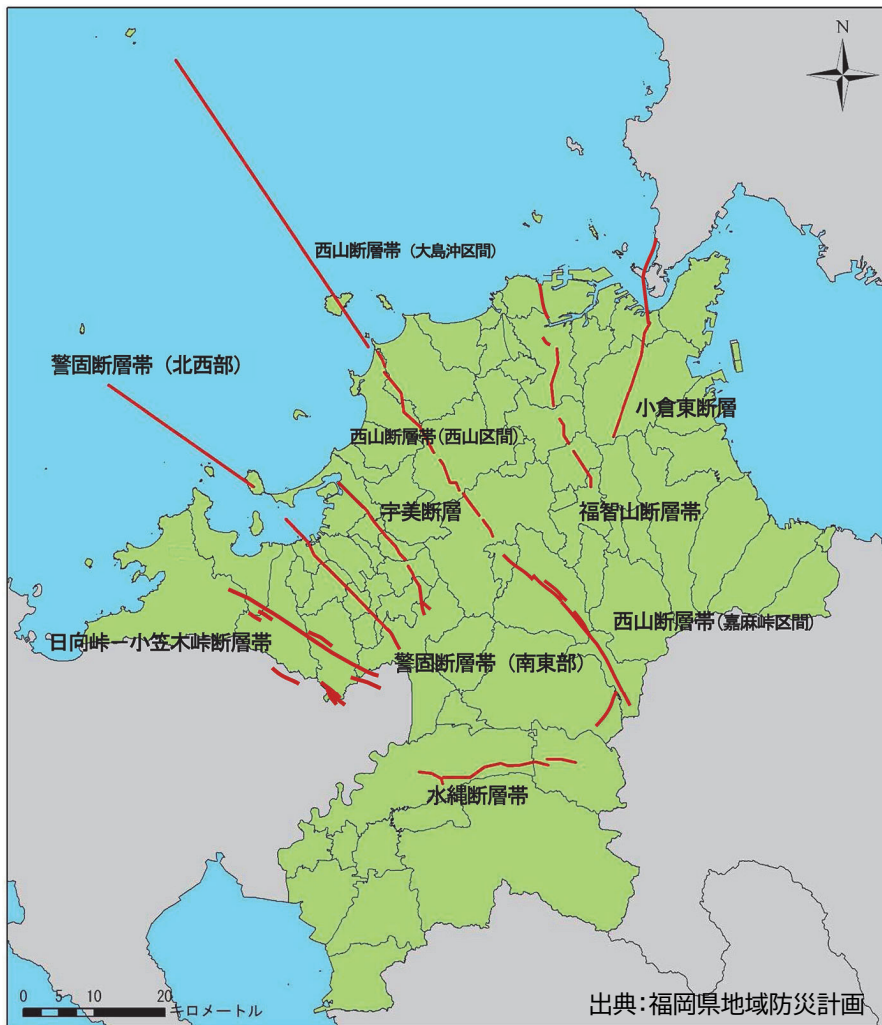 N
西山断層帯(大島沖区間)
警固断層帯(北西部)
小倉東断層
西山断層帯(西山区間)
宇美断層
福智山断層帯
西山断層帯(嘉麻峠区間)
日向峠ー小笠木峠断層帯
警固断層帯(南東部)
水縄断層帯
0 5 10 20
キロメートル
出典:福岡県地域防災計画